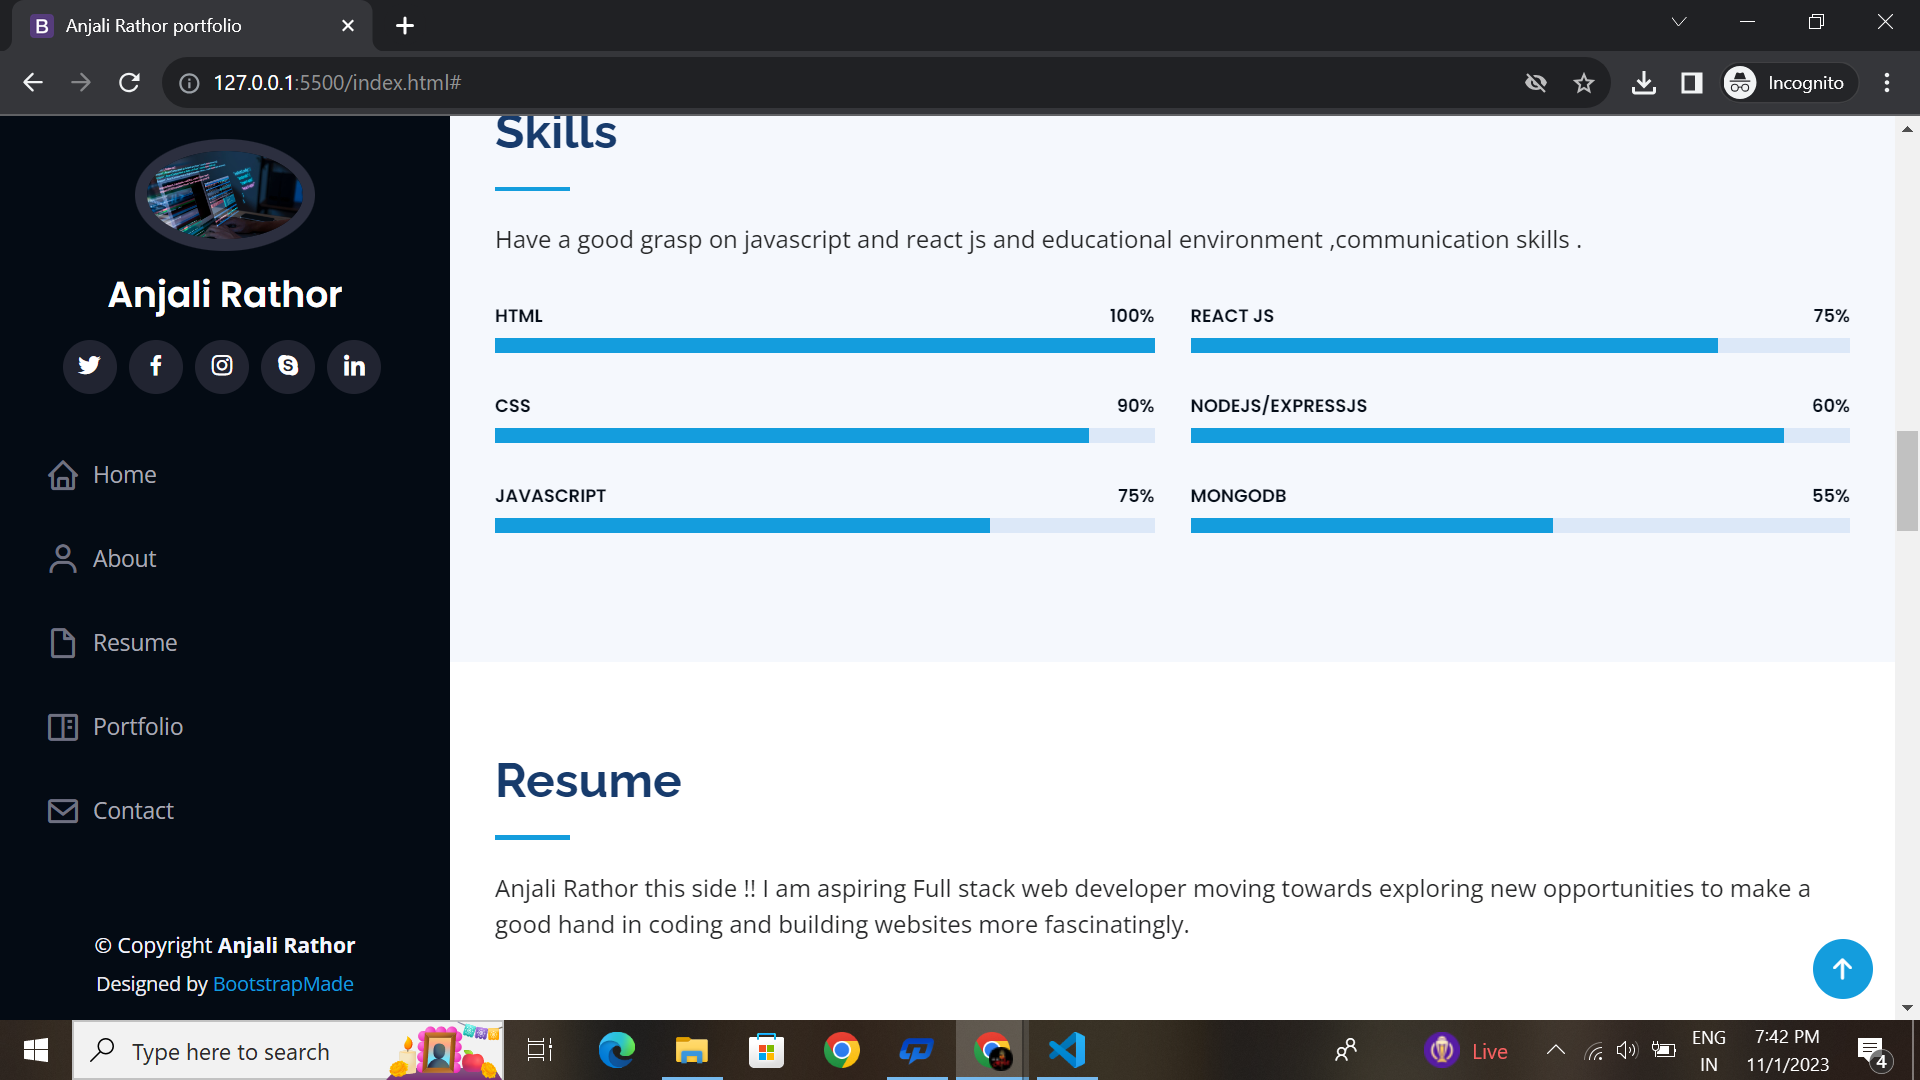 Anjali Rathor portfolio
127.0.0.1:5500/index.html#
Incognito
Anjali Rathor
Home
About
Resume
Portfolio
Contact
© Copyright Anjali Rathor
Designed by BootstrapMade
Skills
Have a good grasp on javascript and react js and educational environment ,communication skills .
HTML 100%
REACT JS 75%
CSS 90%
NODEJS/EXPRESSJS 60%
JAVASCRIPT 75%
MONGODB 55%
Resume
Anjali Rathor this side !! I am aspiring Full stack web developer moving towards exploring new opportunities to make a
good hand in coding and building websites more fascinatingly.
Type here to search
Live
ENG
IN
7:42 PM
11/1/2023
4